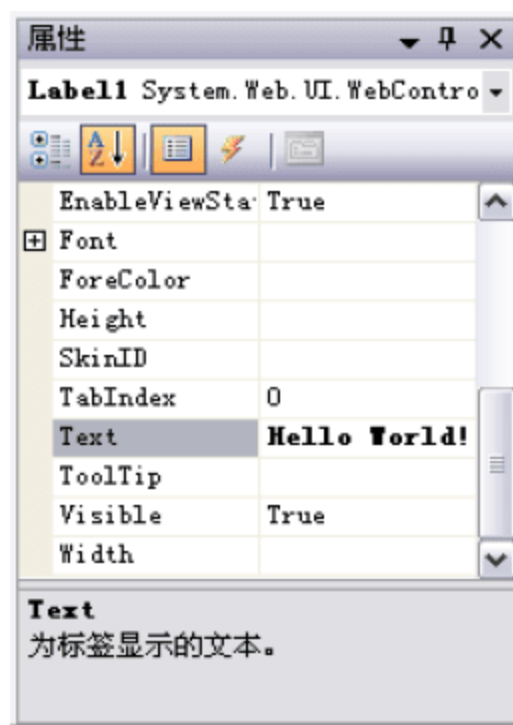 属性
Label1 System.Web.UI.WebContro
EnableViewSta True
Font
ForeColor
Height
SkinID
TabIndex 0
Text Hello World!
ToolTip
Visible True
Width
Text
为标签显示的文本。